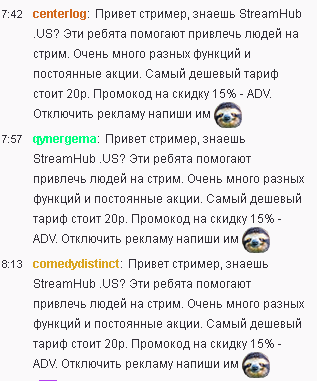 7:42 centerlog: Привет стример, знаешь StreamHub
.US? Эти ребята помогают привлечь людей на
стрим. Очень много разных функций и
постоянные акции. Самый дешевый тариф
стоит 20р. Промокод на скидку 15% - ADV.
Отключить рекламу напиши им
7:57 qynergema: Привет стример, знаешь
StreamHub .US? Эти ребята помогают
привлечь людей на стрим. Очень много разных
функций и постоянные акции. Самый дешевый
тариф стоит 20р. Промокод на скидку 15% -
ADV. Отключить рекламу напиши им
8:13 comedydistinct: Привет стример, знаешь
StreamHub .US? Эти ребята помогают
привлечь людей на стрим. Очень много разных
функций и постоянные акции. Самый дешевый
тариф стоит 20р. Промокод на скидку 15% -
ADV. Отключить рекламу напиши им